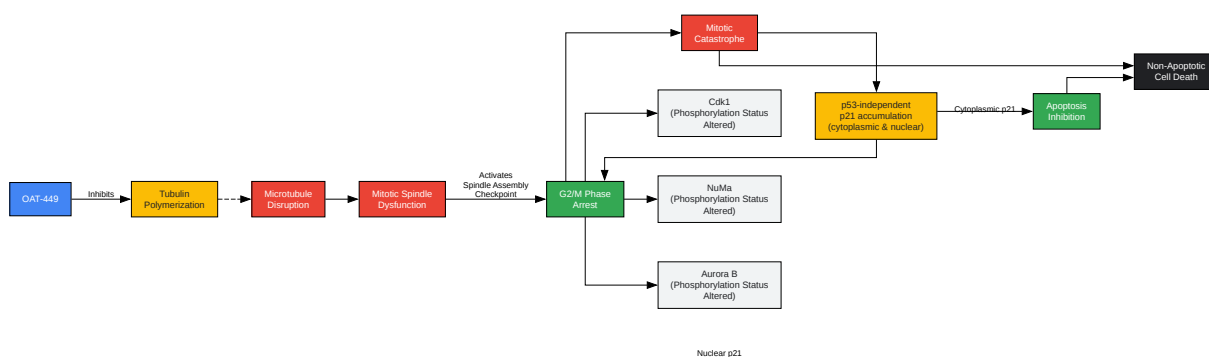 OAT-449
Inhibits
Tubulin
Polymerization
Microtubule
Disruption
Mitotic Spindle
Dysfunction
Activates
Spindle Assembly
Checkpoint
G2/M Phase
Arrest
Mitotic
Catastrophe
Cdk1
(Phosphorylation Status
Altered)
NuMa
(Phosphorylation Status
Altered)
Aurora B
(Phosphorylation Status
Altered)
p53-independent
p21 accumulation
(cytoplasmic & nuclear)
Cytoplasmic p21
Apoptosis
Inhibition
Non-Apoptotic
Cell Death
Nuclear p21